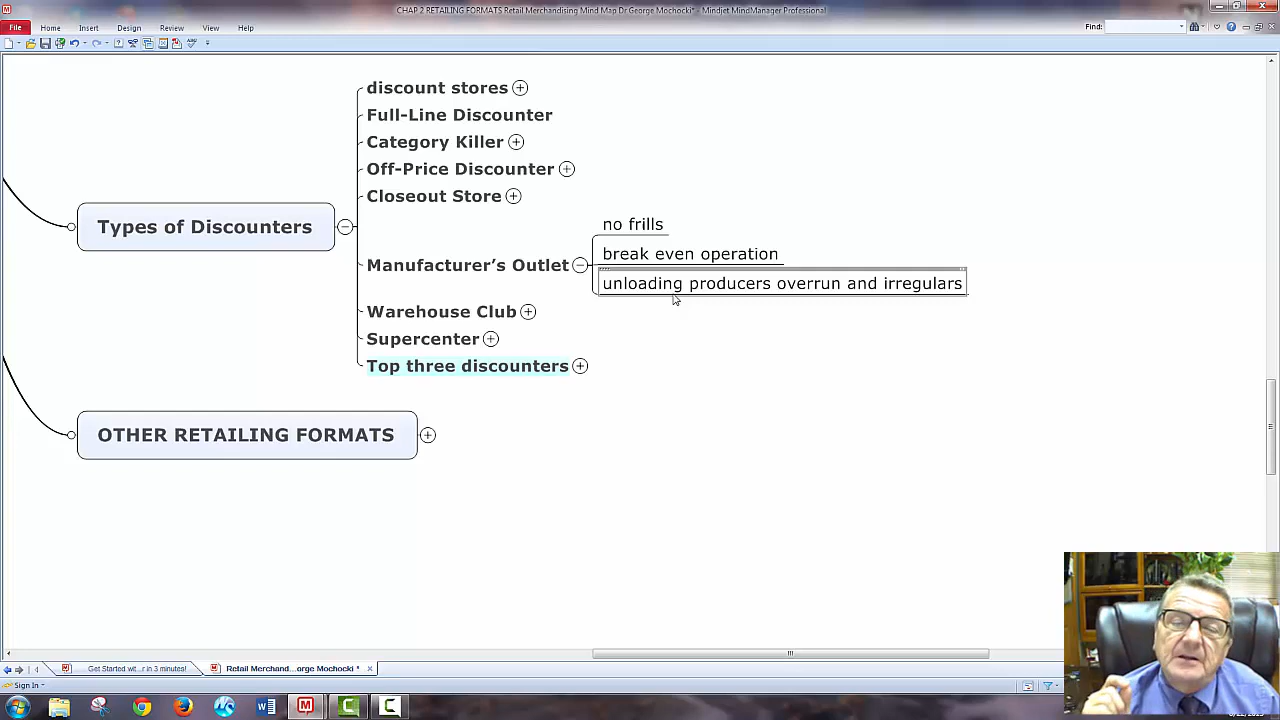 CHAP 2 RETAILING FORMATS Retail Merchandising Mind Map Dr George Mochocki* - Mindjet MindManager Professional
File Home Insert Design Review View Help Find:
discount stores
Full-Line Discounter
Category Killer
Off-Price Discounter
Closeout Store
no frills
Types of Discounters
break even operation
Manufacturer's Outlet
unloading producers overrun and irregulars
Warehouse Club
Supercenter
Top three discounters
OTHER RETAILING FORMATS
Get Started wit...r in 3 minutes! Retail Merchand...orge Mochocki *
Sign In